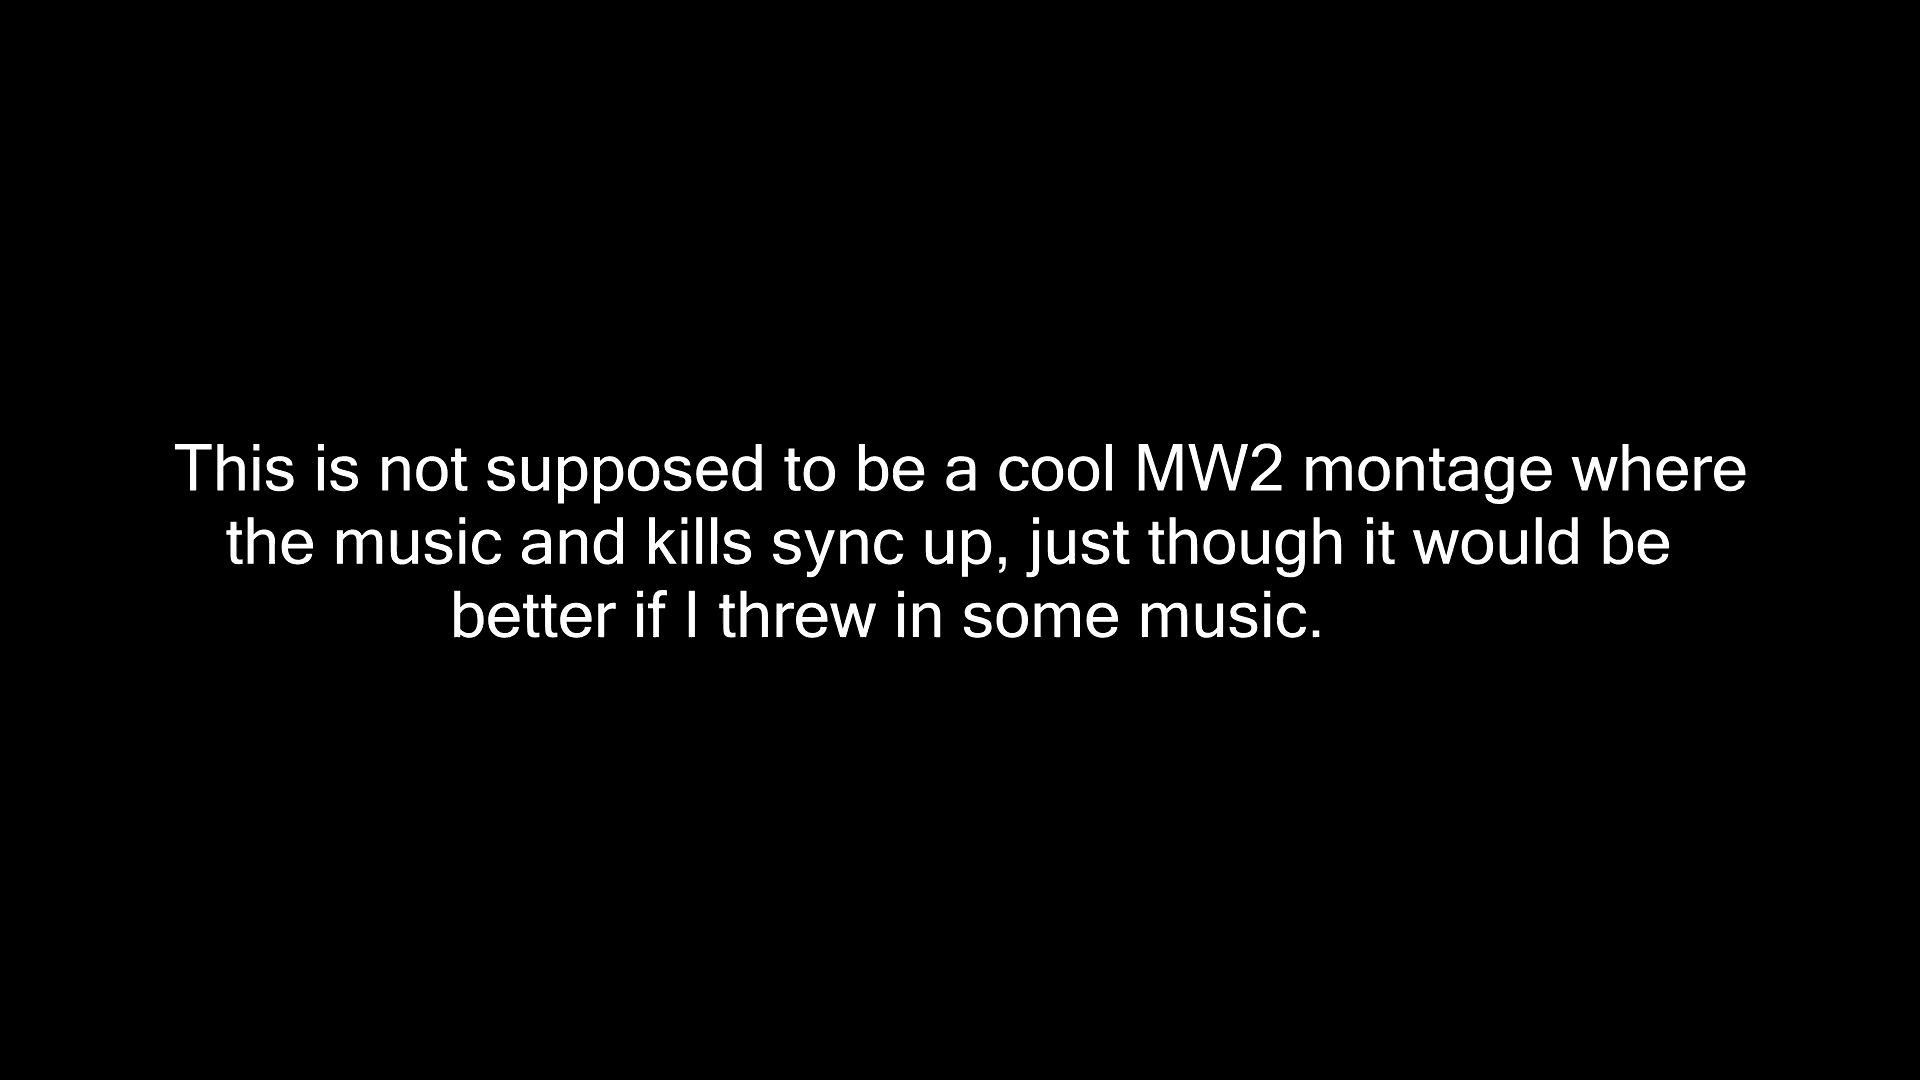 This is not supposed to be a cool MW2 montage where
the music and kills sync up, just though it would be
better if I threw in some music.